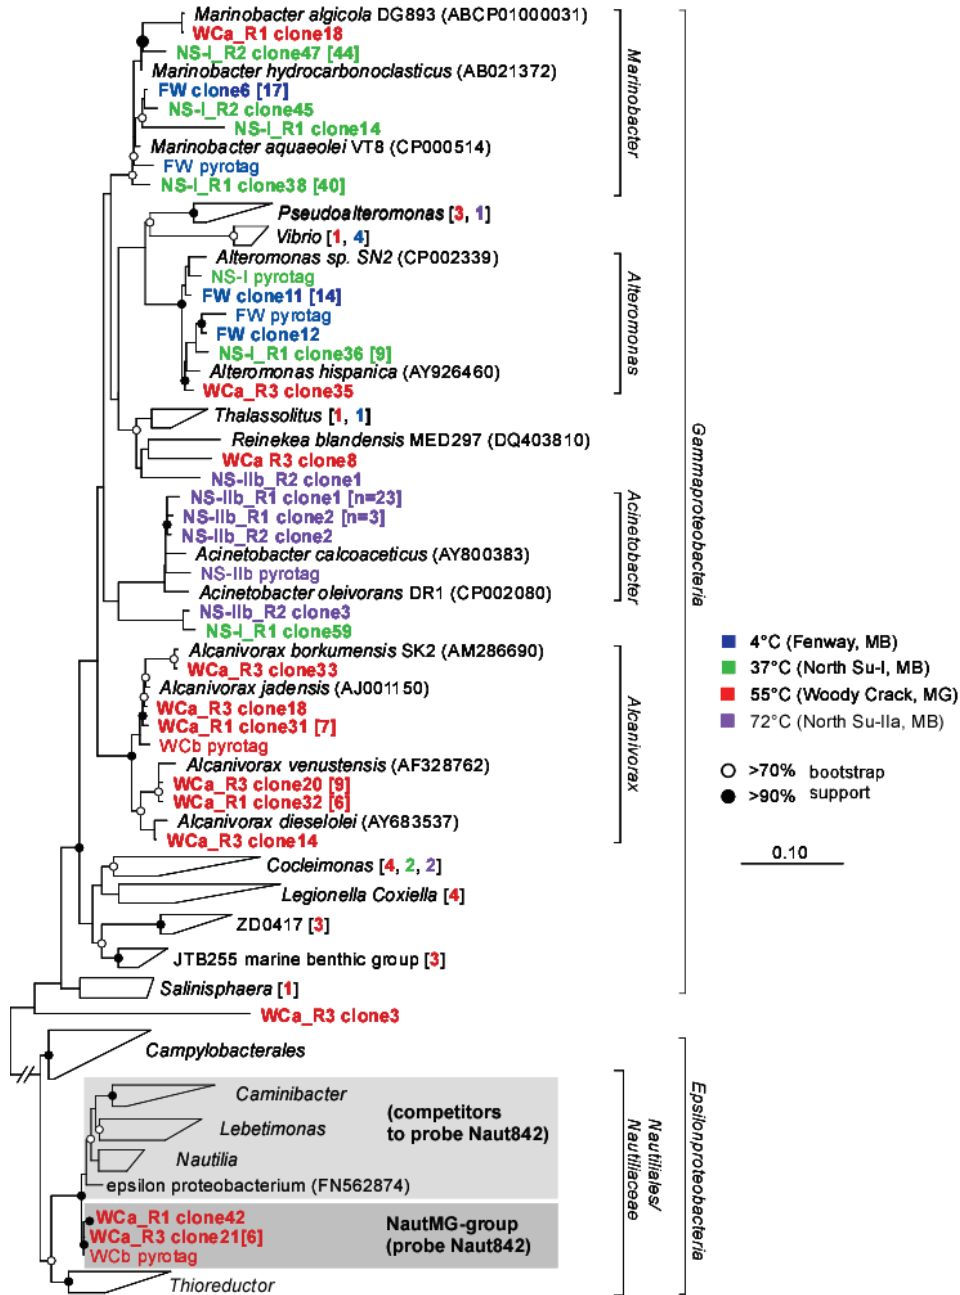 Marinobacter algicola DG893 (ABCP01000031)
WCa_R1 clone18
NS-I_R2 clone47 [44]
Marinobacter hydrocarbonoclasticus (AB021372)
FW clone6 [17]
NS-I_R2 clone45
NS-I_R1 clone14
Marinobacter aquaeolei VT8 (CP000514)
FW pyrotag
NS-I_R1 clone38 [40]
Marinobacter
Pseudoalteromonas [3, 1]
Vibrio [1, 4]
Alteromonas sp. SN2 (CP002339)
NS-I pyrotag
FW clone11 [14]
FW pyrotag
FW clone12
NS-I_R1 clone36 [9]
Alteromonas hispanica (AY926460)
WCa_R3 clone35
Alteromonas
Thalassolitus [1, 1]
Reinekea blandensis MED297 (DQ403810)
WCa R3 clone8
NS-IIb_R2 clone1
NS-IIb_R1 clone1 [n=23]
NS-IIb_R1 clone2 [n=3]
NS-IIb_R2 clone2
Acinetobacter calcoaceticus (AY800383)
NS-IIb pyrotag
Acinetobacter oleivorans DR1 (CP002080)
Acinetobacter
NS-IIb_R2 clone3
NS-I_R1 clone59
Alcanivorax borkumensis SK2 (AM286690)
WCa_R3 clone33
Alcanivorax jadensis (AJ001150)
WCa_R3 clone18
WCa_R1 clone31 [7]
WCb pyrotag
Alcanivorax venustensis (AF328762)
WCa_R3 clone20 [9]
WCa_R1 clone32 [6]
Alcanivorax dieselolei (AY683537)
WCa_R3 clone14
Alcanivorax
Cocleimonas [4, 2, 2]
Legionella Coxiella [4]
ZD0417 [3]
JTB255 marine benthic group [3]
Salinisphaera [1]
Gammaproteobacteria
WCa_R3 clone3
Campylobacterales
Caminibacter
Lebetimonas
Nautilia
epsilon proteobacterium (FN562874)
(competitors
to probe Naut842)
WCa_R1 clone42
WCa_R3 clone21[6]
WCb pyrotag
NautMG-group
(probe Naut842)
Thioreductor
Nautiliales/
Nautiliaceae
Epsilonproteobacteria
4°C (Fenway, MB)
37°C (North Su-I, MB)
55°C (Woody Crack, MG)
72°C (North Su-IIa, MB)
>70% bootstrap
>90% support
0.10